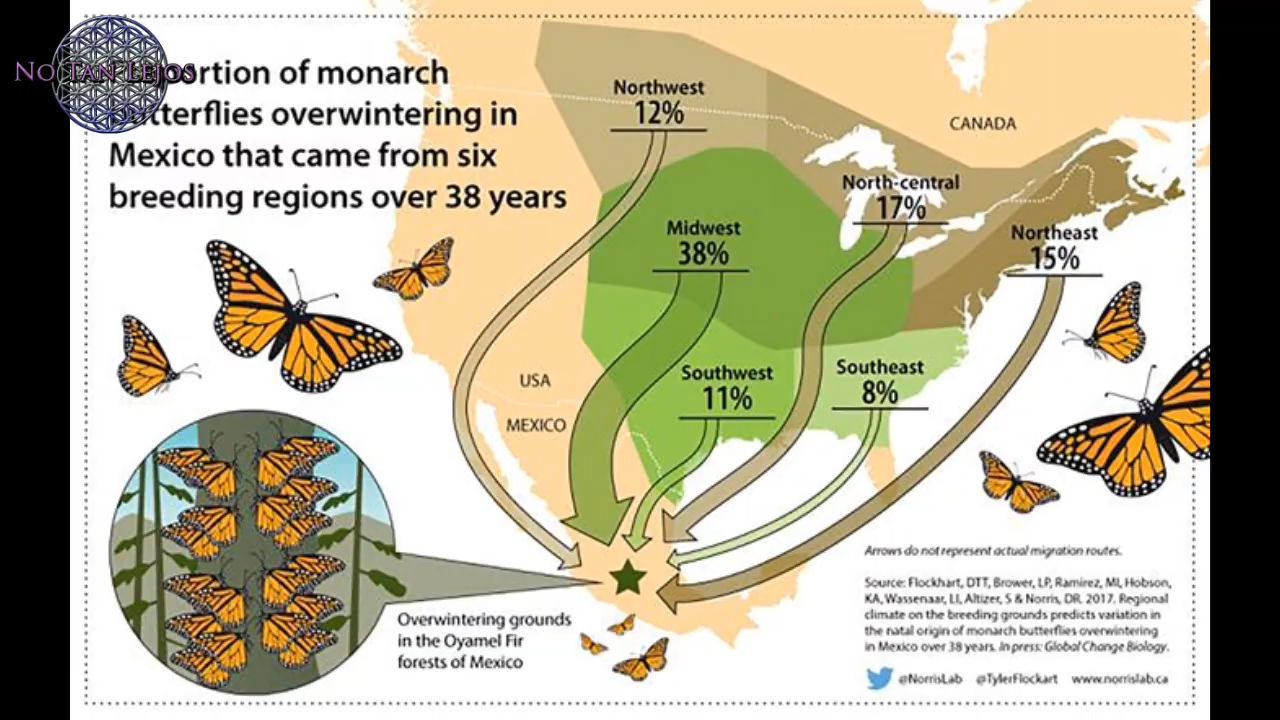 NO TAN LEJOS
ortion of monarch
butterflies overwintering in
Mexico that came from six
breeding regions over 38 years
Northwest
12%
CANADA
North-central
17%
Midwest
38%
Northeast
15%
Southwest
11%
Southeast
8%
USA
MEXICO
Overwintering grounds
in the Oyamel Fir
forests of Mexico
Arrows do not represent actual migration routes.
Source: Flockhart, DTT, Brower, LP, Ramirez, MI, Hobson,
KA, Wassenaar, LI, Altizer, S & Norris, DR. 2017. Regional
climate on the breeding grounds predicts variation in
the natal origin of monarch butterflies overwintering
in Mexico over 38 years. In press: Global Change Biology.
@NorrisLab @TylerFlockart www.norrislab.ca